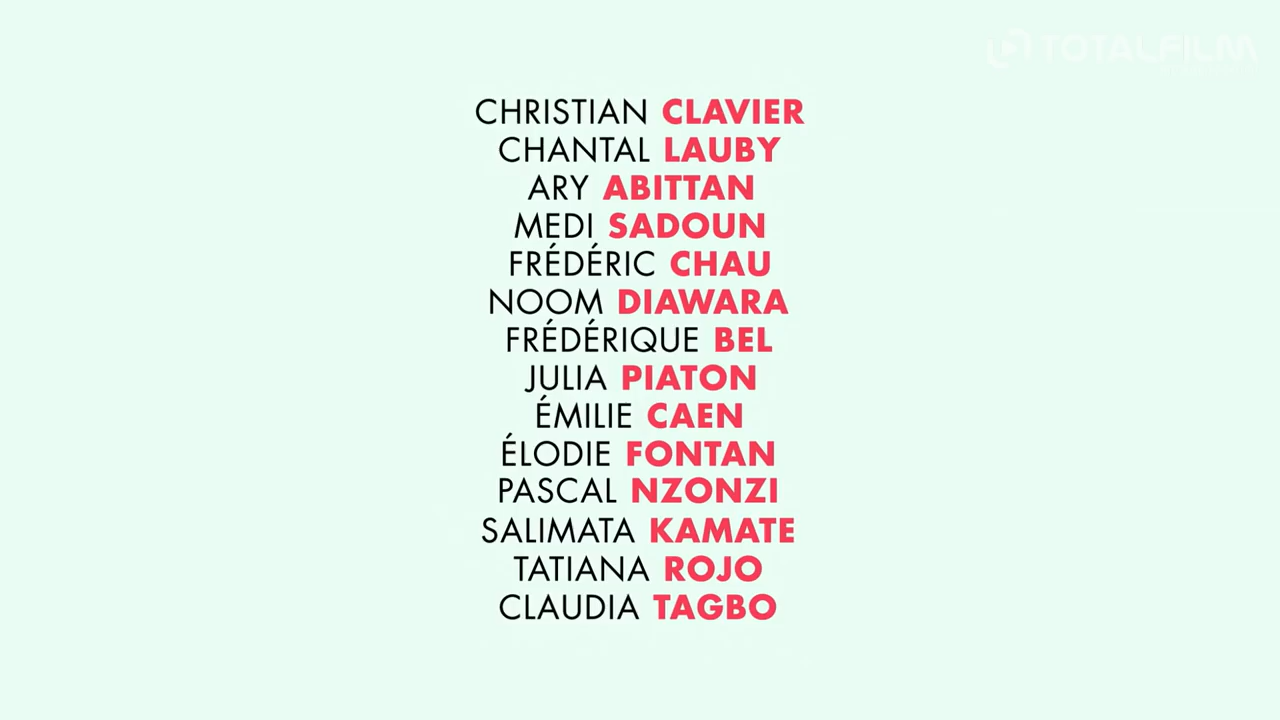 TOTALFILM
CHRISTIAN CLAVIER
CHANTAL LAUBY
ARY ABITTAN
MEDI SADOUN
FRÉDÉRIC CHAU
NOOM DIAWARA
FRÉDÉRIQUE BEL
JULIA PIATON
ÉMILIE CAEN
ÉLODIE FONTAN
PASCAL NZONZI
SALIMATA KAMATE
TATIANA ROJO
CLAUDIA TAGBO